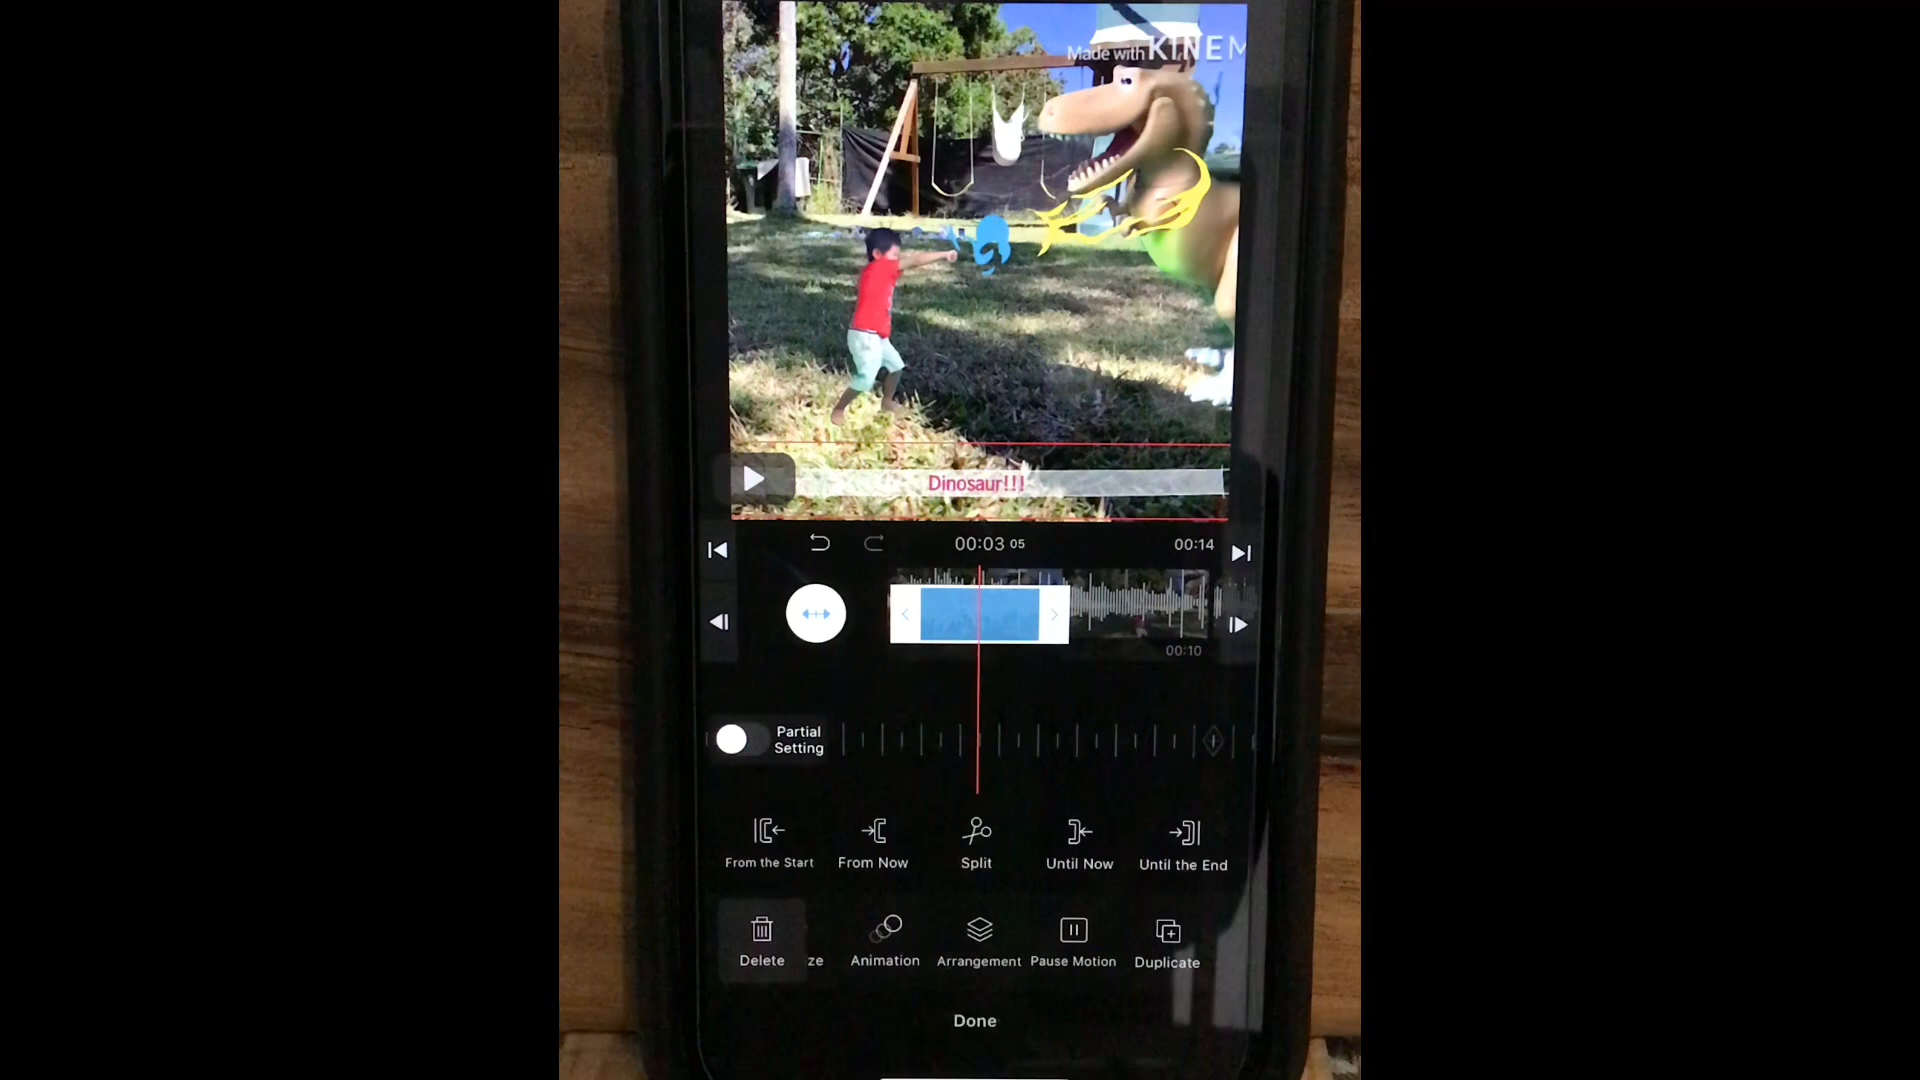 Made with KINEM
Dinosaur!!!
00:03 05
00:14
00:10
Partial
Setting
From the Start
From Now
Split
Until Now
Until the End
Delete
ze
Animation
Arrangement
Pause Motion
Duplicate
Done